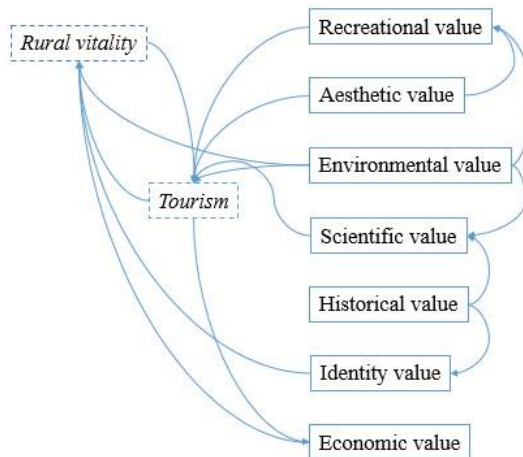 Rural vitality
Tourism
Recreational value
Aesthetic value
Environmental value
Scientific value
Historical value
Identity value
Economic value